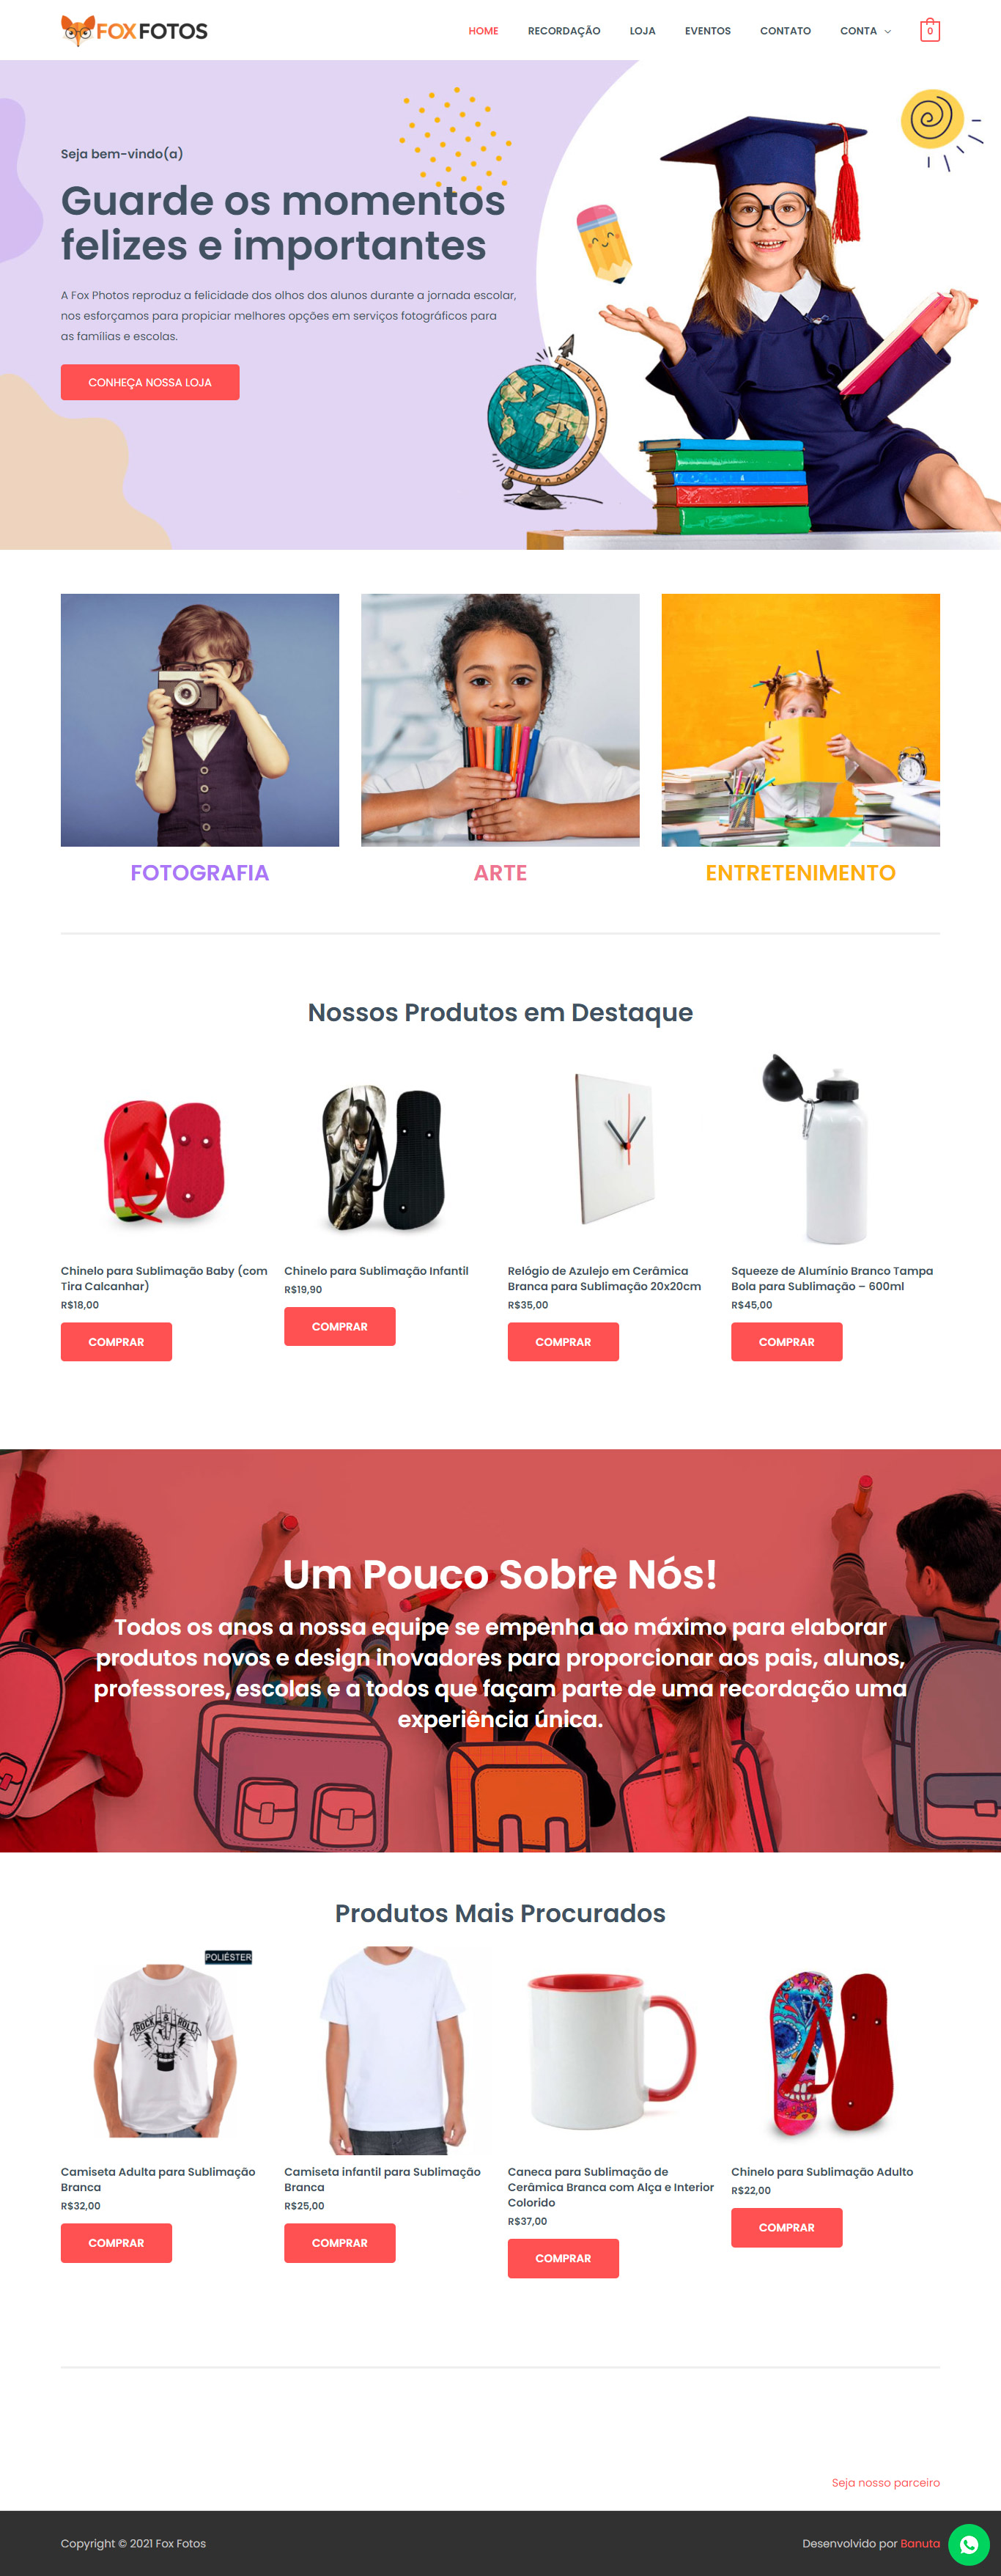 FOXFOTOS
HOME RECORDAÇÃO LOJA EVENTOS CONTATO CONTA 0
Seja bem-vindo(a)
Guarde os momentos
felizes e importantes
A Fox Photos reproduz a felicidade dos olhos dos alunos durante a jornada escolar,
nos esforçamos para propiciar melhores opções em serviços fotográficos para
as famílias e escolas.
CONHEÇA NOSSA LOJA
FOTOGRAFIA
ARTE
ENTRETENIMENTO
Nossos Produtos em Destaque
Chinelo para Sublimação Baby (com
Tira Calcanhar)
R$18,00
COMPRAR
Chinelo para Sublimação Infantil
R$19,90
COMPRAR
Relógio de Azulejo em Cerâmica
Branca para Sublimação 20x20cm
R$35,00
COMPRAR
Squeeze de Alumínio Branco Tampa
Bola para Sublimação – 600ml
R$45,00
COMPRAR
Um Pouco Sobre Nós!
Todos os anos a nossa equipe se empenha ao máximo para elaborar
produtos novos e design inovadores para proporcionar aos pais, alunos,
professores, escolas e a todos que façam parte de uma recordação uma
experiência única.
Produtos Mais Procurados
POLIÉSTER
ROCK & ROLL
Camiseta Adulta para Sublimação
Branca
R$32,00
COMPRAR
Camiseta infantil para Sublimação
Branca
R$25,00
COMPRAR
Caneca para Sublimação de
Cerâmica Branca com Alça e Interior
Colorido
R$37,00
COMPRAR
Chinelo para Sublimação Adulto
R$22,00
COMPRAR
Seja nosso parceiro
Copyright © 2021 Fox Fotos
Desenvolvido por Banuta